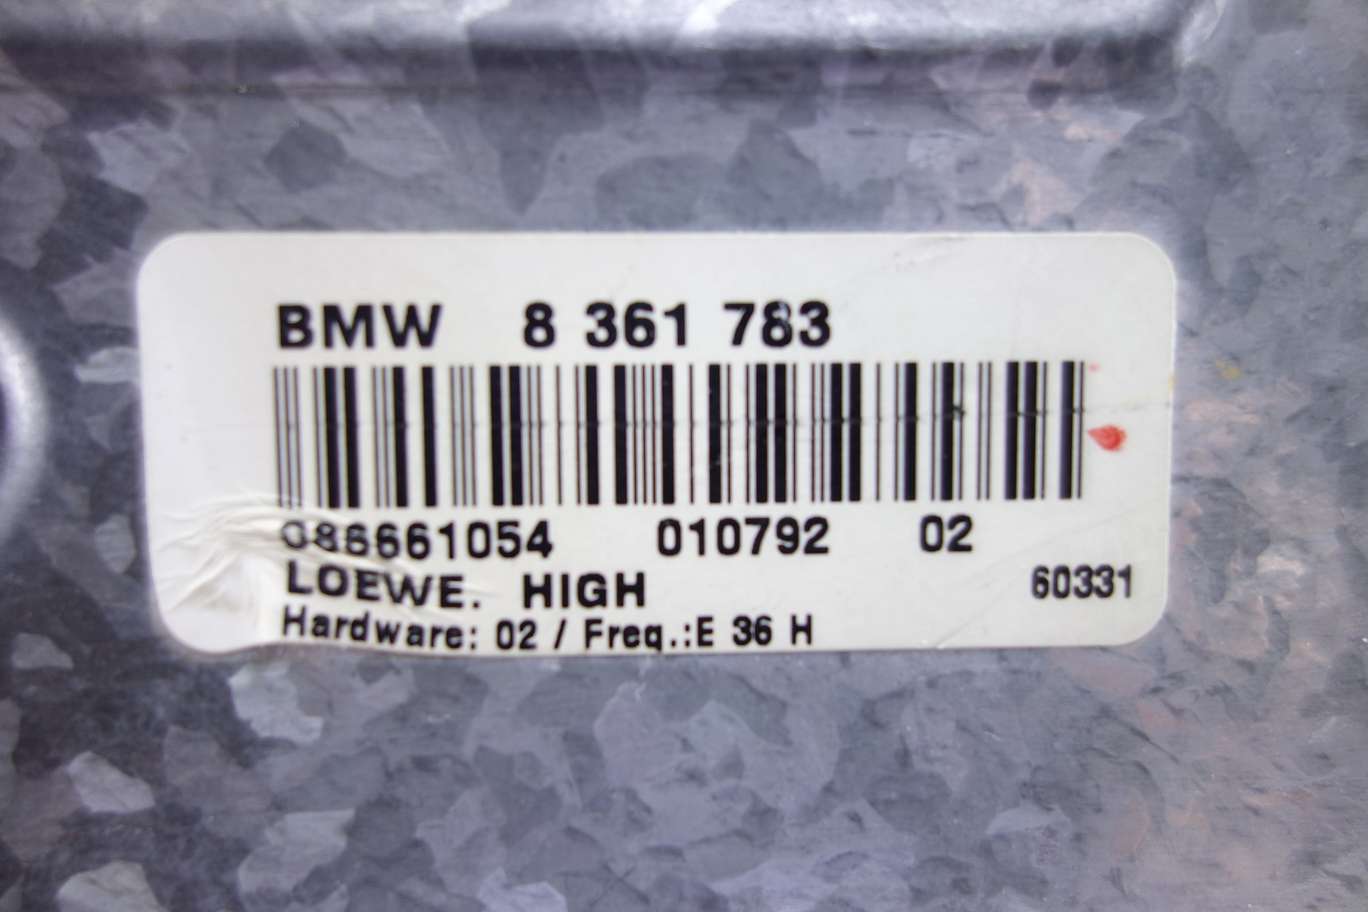 BMW 8 361 783
086661054 010792 02
LOEWE. HIGH 60331
Hardware: 02 / Freq.:E 36 H